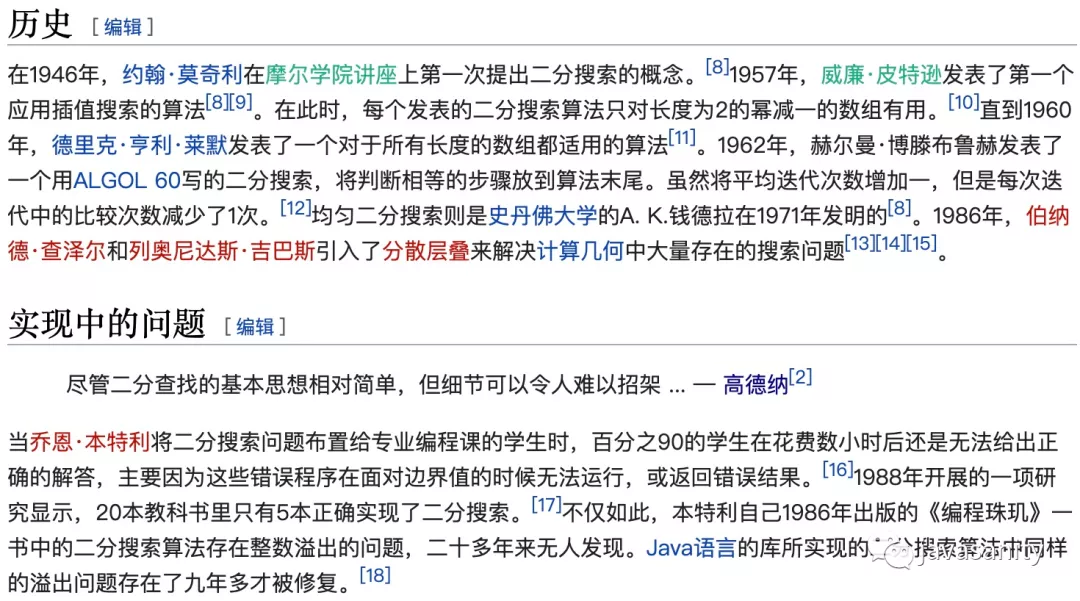 历史 [ 编辑 ]
在1946年，约翰·莫奇利在摩尔学院讲座上第一次提出二分搜索的概念。[8]1957年，威廉·皮特逊发表了第一个
应用插值搜索的算法[8][9]。在此时，每个发表的二分搜索算法只对长度为2的幂减一的数组有用。[10]直到1960
年，德里克·亨利·莱默发表了一个对于所有长度的数组都适用的算法[11]。1962年，赫尔曼·博滕布鲁赫发表了
一个用ALGOL 60写的二分搜索，将判断相等的步骤放到算法末尾。虽然将平均迭代次数增加一，但是每次迭
代中的比较次数减少了1次。[12]均匀二分搜索则是史丹佛大学的A. K.钱德拉在1971年发明的[8]。1986年，伯纳
德·查泽尔和列奥尼达斯·吉巴斯引入了分散层叠来解决计算几何中大量存在的搜索问题[13][14][15]。
实现中的问题 [ 编辑 ]
尽管二分查找的基本思想相对简单，但细节可以令人难以招架 ... — 高德纳[2]
当乔恩·本特利将二分搜索问题布置给专业编程课的学生时，百分之90的学生在花费数小时后还是无法给出正
确的解答，主要因为这些错误程序在面对边界值的时候无法运行，或返回错误结果。[16]1988年开展的一项研
究显示，20本教科书里只有5本正确实现了二分搜索。[17]不仅如此，本特利自己1986年出版的《编程珠玑》一
书中的二分搜索算法存在整数溢出的问题，二十多年来无人发现。Java语言的库所实现的二分搜索算法中同样
的溢出问题存在了九年多才被修复。[18]
javasanity